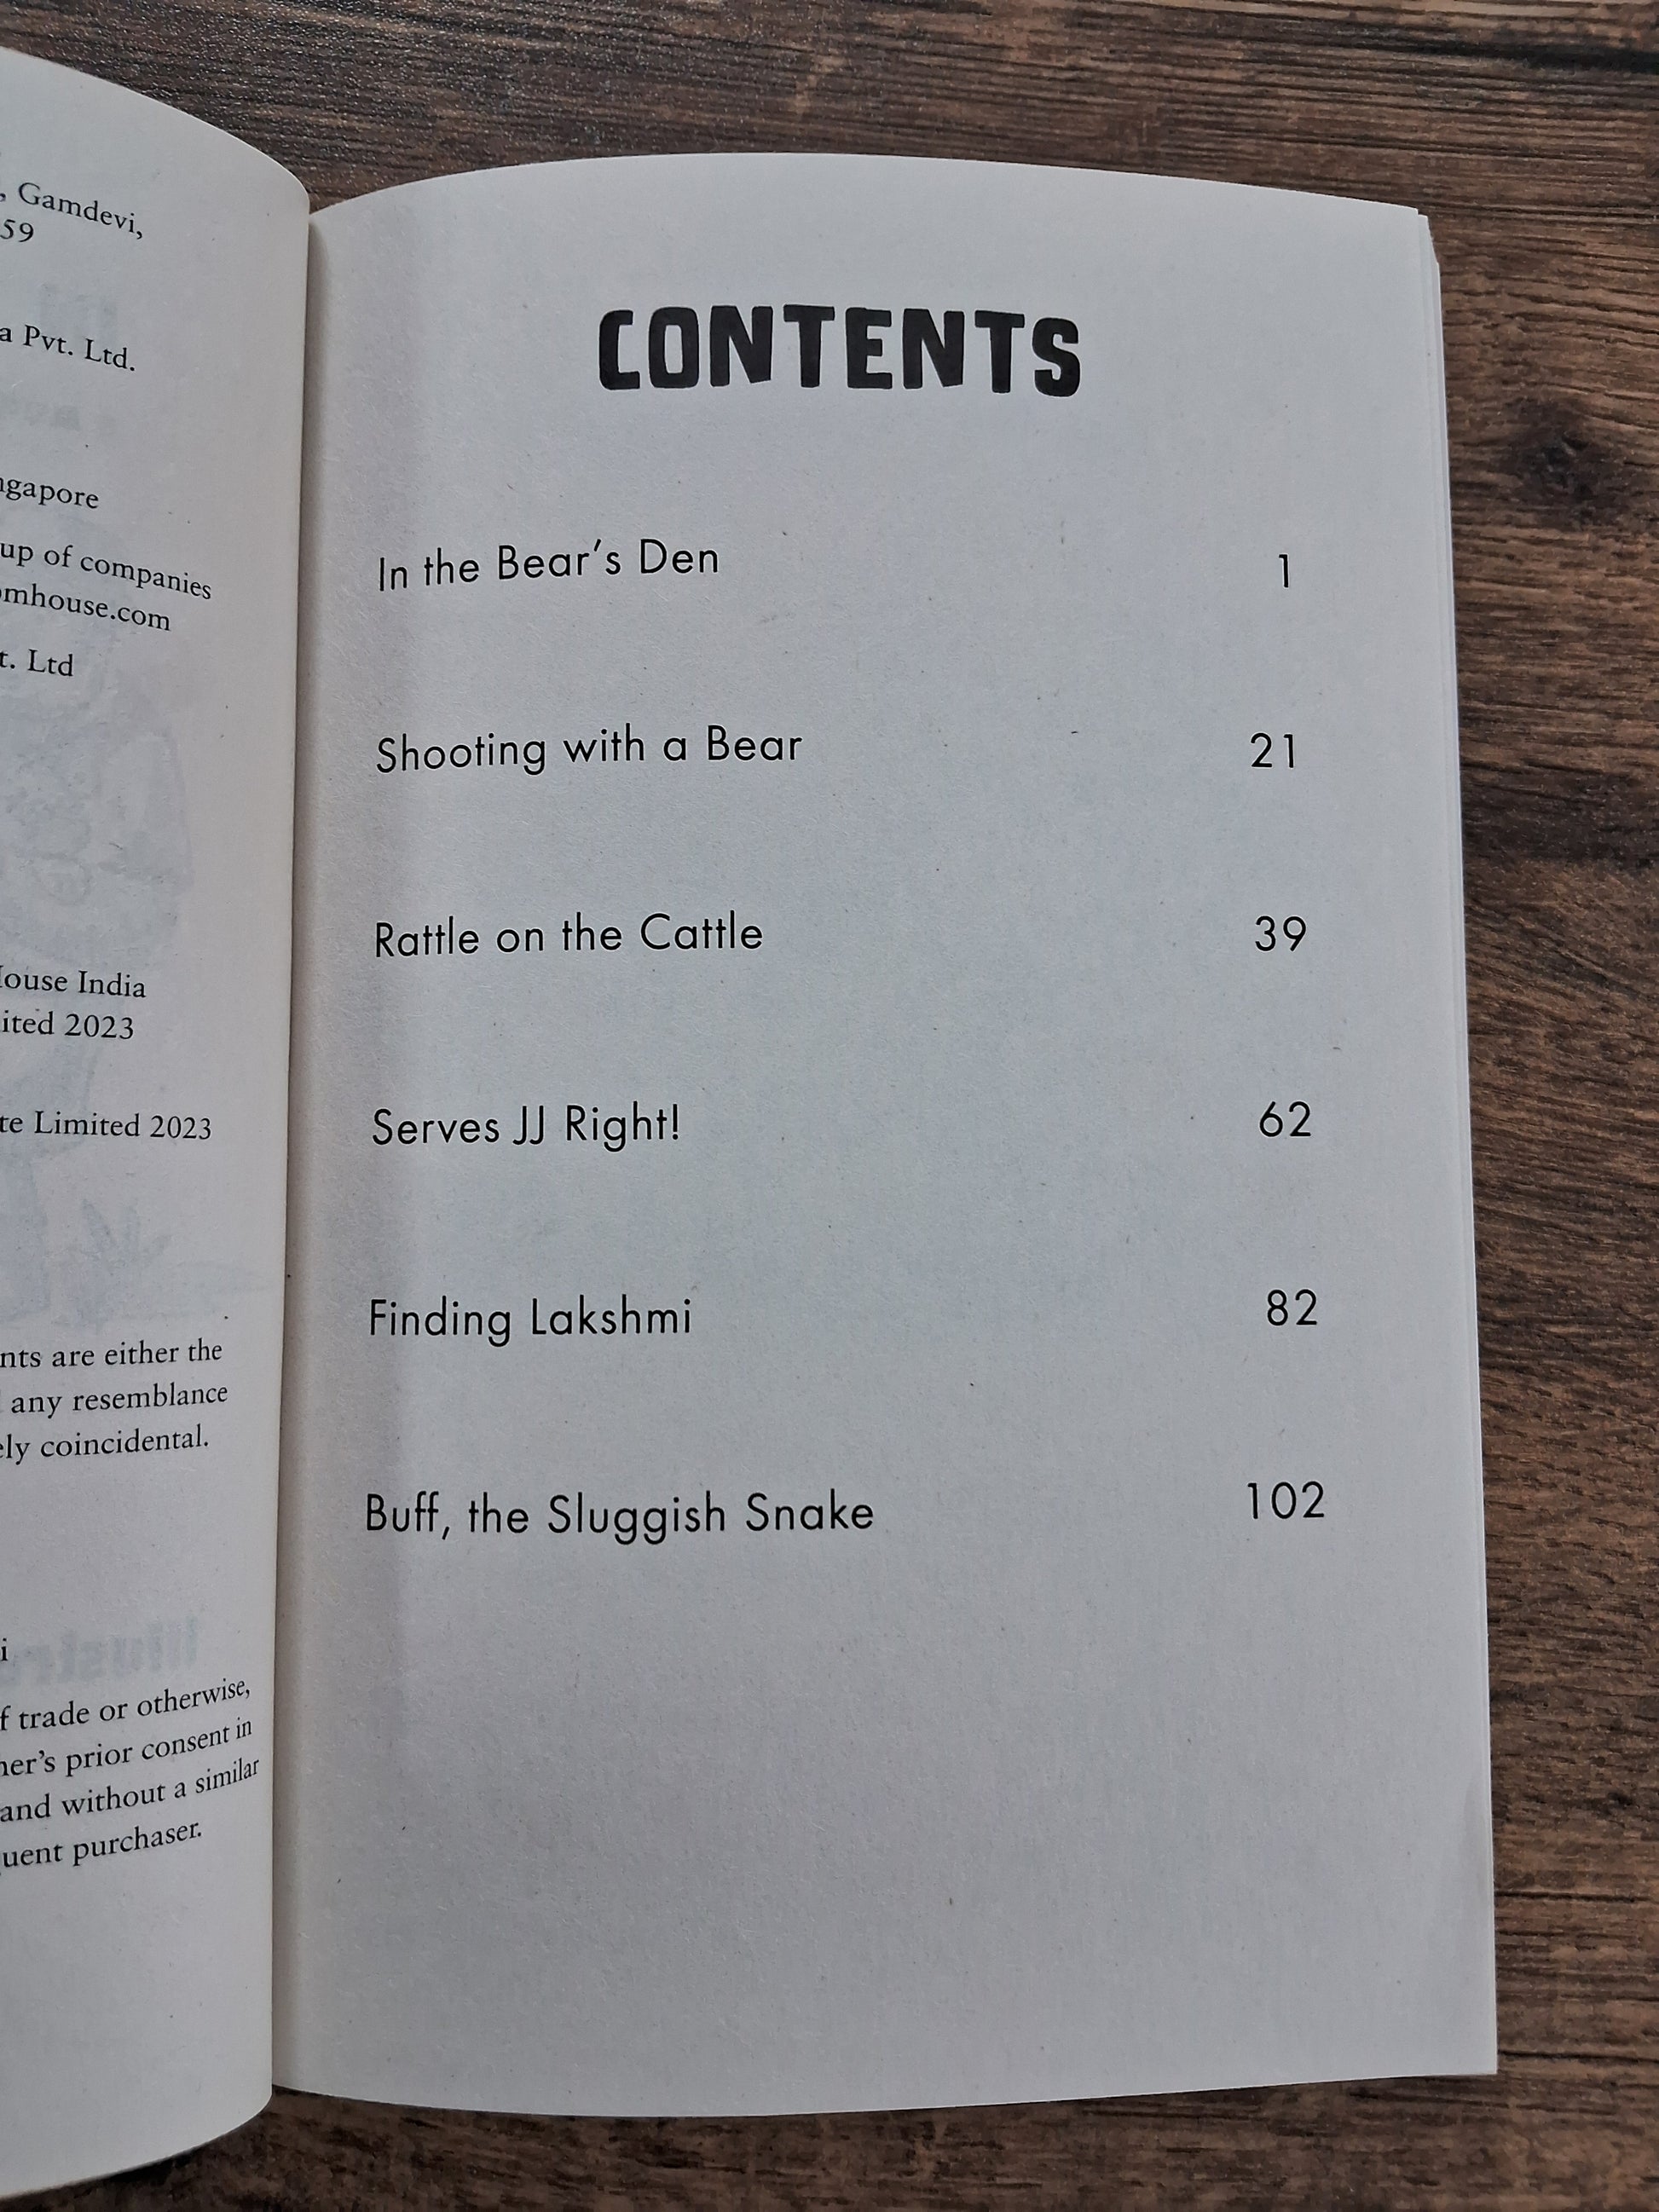 , Gamdevi,
59
a Pvt. Ltd.
up of companies
mhouse.com
t. Ltd
House India
ited 2023
te Limited 2023
nts are either the
any resemblance
ely coincidental.
i
f trade or otherwise,
her's prior consent in
and without a similar
uent purchaser.
CONTENTS
In the Bear's Den 1
Shooting with a Bear 21
Rattle on the Cattle 39
Serves JJ Right! 62
Finding Lakshmi 82
Buff, the Sluggish Snake 102